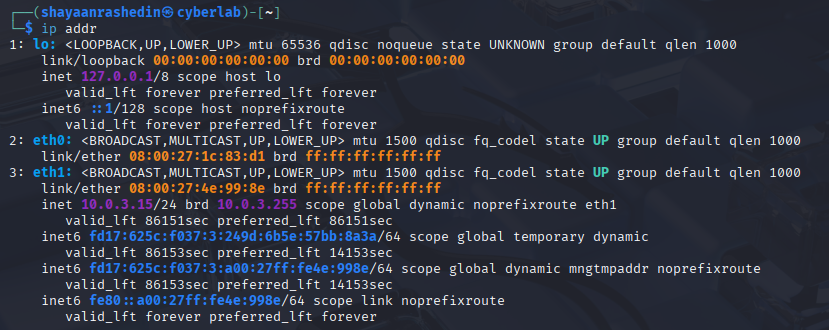 ┌──(shayaanrashedin㉿cyberlab)-[~]
└─$ ip addr
1: lo: <LOOPBACK,UP,LOWER_UP> mtu 65536 qdisc noqueue state UNKNOWN group default qlen 1000
    link/loopback 00:00:00:00:00:00 brd 00:00:00:00:00:00
    inet 127.0.0.1/8 scope host lo
       valid_lft forever preferred_lft forever
    inet6 ::1/128 scope host noprefixroute
       valid_lft forever preferred_lft forever
2: eth0: <BROADCAST,MULTICAST,UP,LOWER_UP> mtu 1500 qdisc fq_codel state UP group default qlen 1000
    link/ether 08:00:27:1c:83:d1 brd ff:ff:ff:ff:ff:ff
3: eth1: <BROADCAST,MULTICAST,UP,LOWER_UP> mtu 1500 qdisc fq_codel state UP group default qlen 1000
    link/ether 08:00:27:4e:99:8e brd ff:ff:ff:ff:ff:ff
    inet 10.0.3.15/24 brd 10.0.3.255 scope global dynamic noprefixroute eth1
       valid_lft 86151sec preferred_lft 86151sec
    inet6 fd17:625c:f037:3:249d:6b5e:57bb:8a3a/64 scope global temporary dynamic
       valid_lft 86153sec preferred_lft 14153sec
    inet6 fd17:625c:f037:3:a00:27ff:fe4e:998e/64 scope global dynamic mngtmpaddr noprefixroute
       valid_lft 86153sec preferred_lft 14153sec
    inet6 fe80::a00:27ff:fe4e:998e/64 scope link noprefixroute
       valid_lft forever preferred_lft forever